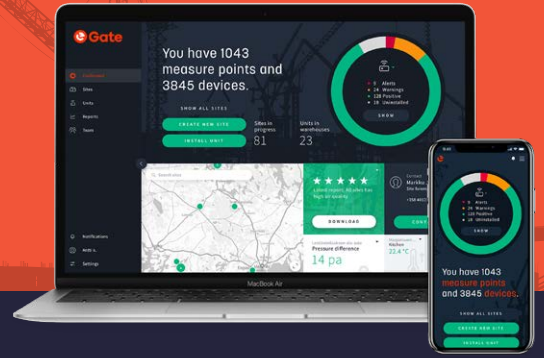 Gate
You have 1043
measure points and
3845 devices.
SHOW ALL SITES
CREATE NEW SITE
INSTALL UNIT
Sites in
progress
81
Units in
warehouses
23
Alerts
Warnings
Positive
Uninstalled
SHOW
Sites
Units
Reports
Team
Notifications
Settings
DOWNLOAD
Pressure difference
14 pa
22.4 °C
MacBook Air
Alerts
Warnings
Positive
Uninstalled
SHOW
You have 1043
measure points
and 3845 devices.
SHOW ALL SITES
CREATE NEW SITE
INSTALL UNIT